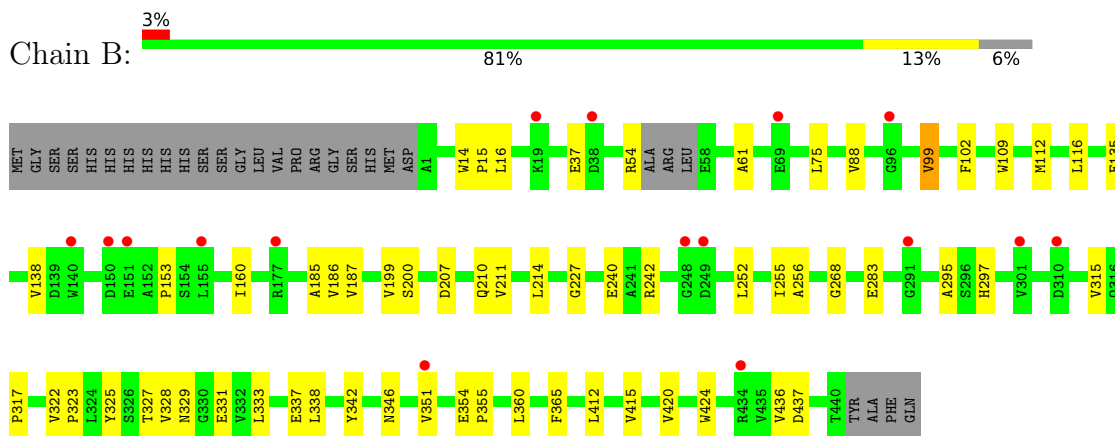 3%
Chain B:
81% 13% 6%
MET GLY SER SER HIS HIS HIS HIS HIS HIS SER SER GLY LEU VAL PRO ARG GLY SER HIS MET ASP A1 W14 P15 L16 K19 E37 D38 R54 ALA ARG LEU E58 A61 E69 L75 V88 G96 V99 F102 W109 M112 L116
V138 D139 W140 D150 E151 A152 P153 S154 L155 I160 R177 A185 V186 V187 V199 S200 D207 Q210 V211 L214 G227 E240 A241 R242 G248 D249 L252 I255 A256 G268 E283 G291 A295 S296 H297 V301 D310 V315
P317 V322 P323 L324 Y325 S326 T327 V328 N329 G330 E331 V332 L333 E337 L338 Y342 N346 V351 E354 P355 L360 F365 L412 V415 V420 W424 R434 V435 V436 D437 T440 TYR ALA PHE GLN